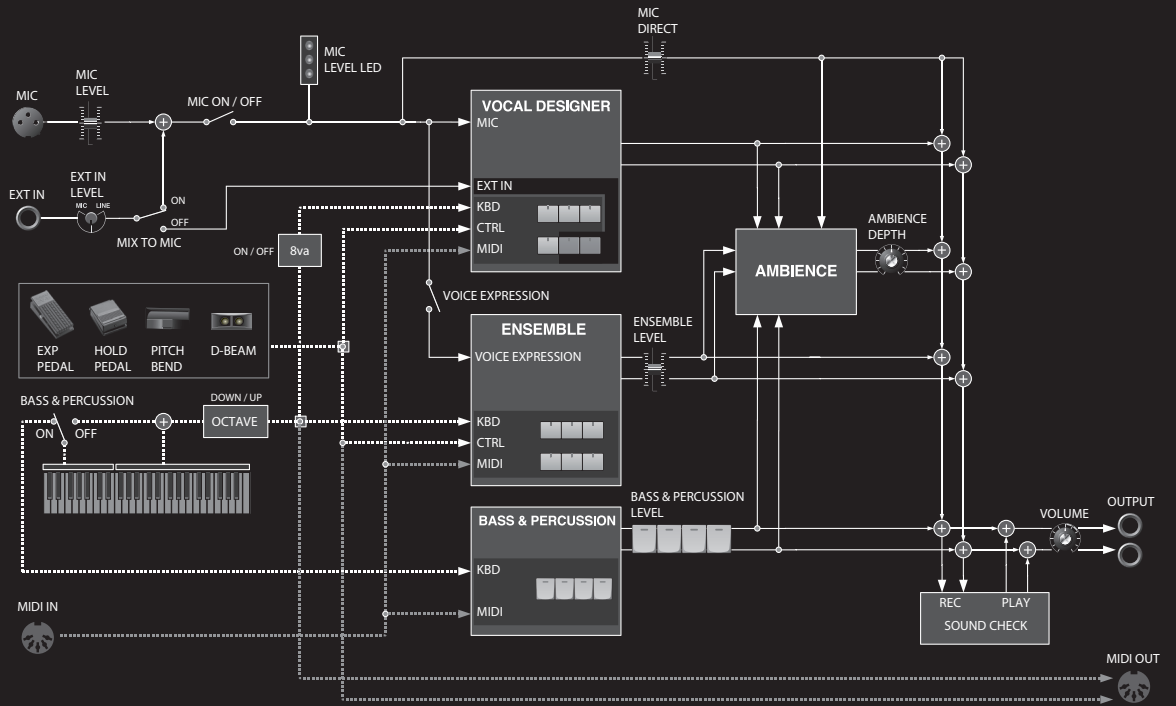 MIC
DIRECT
MIC
LEVEL LED
MIC
LEVEL
MIC
MIC ON / OFF
VOCAL DESIGNER
MIC
EXT IN
EXT IN
LEVEL
MIC
LINE
ON
OFF
MIX TO MIC
EXT IN
KBD
CTRL
MIDI
ON / OFF
8va
AMBIENCE
DEPTH
AMBIENCE
VOICE EXPRESSION
EXP
PEDAL
HOLD
PEDAL
PITCH
BEND
D-BEAM
ENSEMBLE
VOICE EXPRESSION
KBD
CTRL
MIDI
ENSEMBLE
LEVEL
BASS & PERCUSSION
ON
OFF
DOWN / UP
OCTAVE
BASS & PERCUSSION
KBD
MIDI
BASS & PERCUSSION
LEVEL
VOLUME
OUTPUT
REC
PLAY
SOUND CHECK
MIDI IN
MIDI OUT